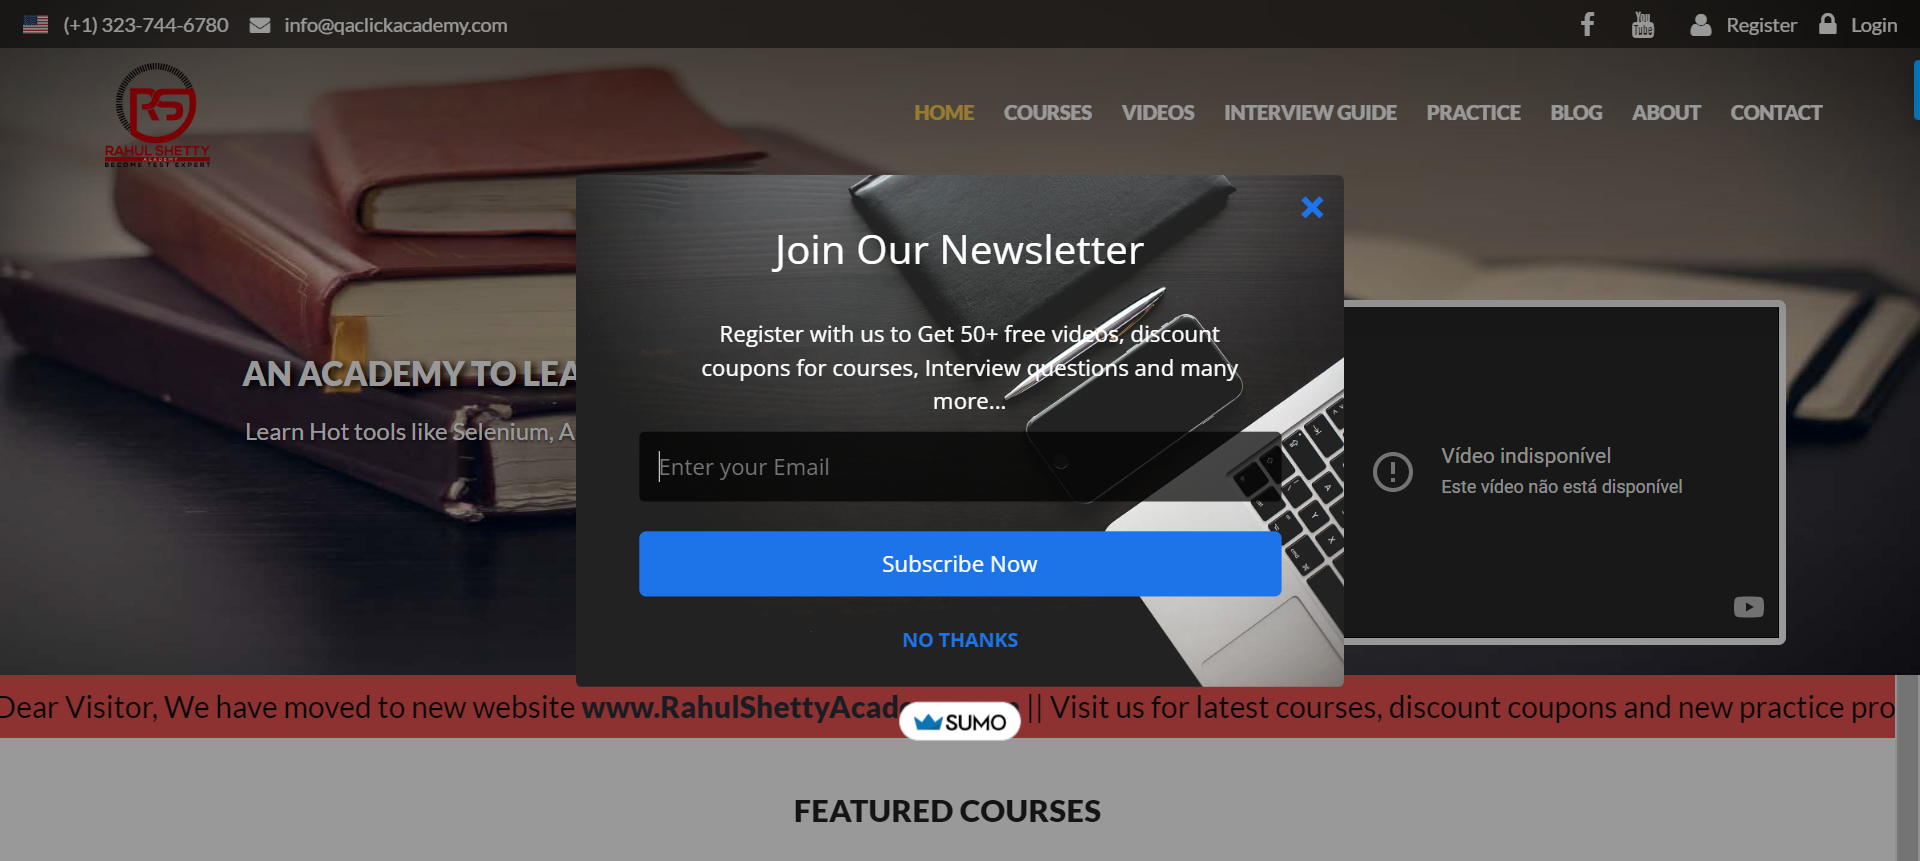 (+1) 323-744-6780 info@qaclickacademy.com Register Login
RS
RAHUL SHETTY
ACADEMY
BECOME TEST EXPERT
HOME COURSES VIDEOS INTERVIEW GUIDE PRACTICE BLOG ABOUT CONTACT
Join Our Newsletter
Register with us to Get 50+ free videos, discount
coupons for courses, Interview questions and many
more...
Enter your Email
Subscribe Now
NO THANKS
AN ACADEMY TO
Learn Hot tools like Selenium,
Vídeo indisponível
Este vídeo não está disponível
Dear Visitor, We have moved to new website || Visit us for latest courses, discount coupons and new practice
SUMO
FEATURED COURSES